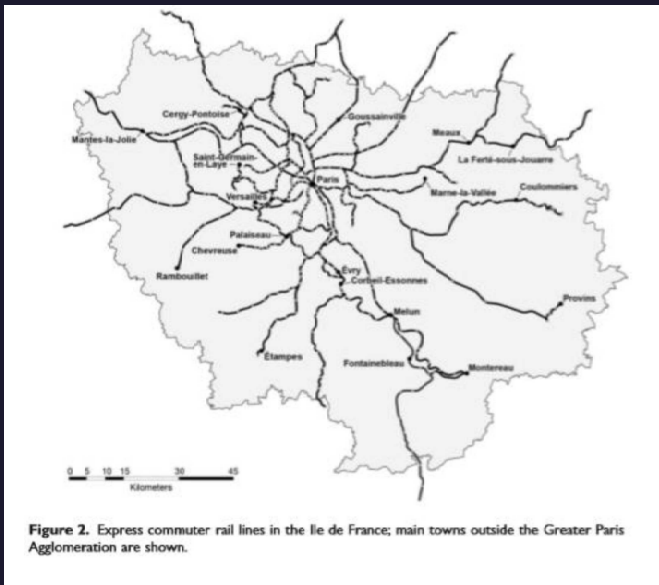 Cergy-Pontoise
Goussainville
Mantes-la-Jolie
Meaux
La Ferté-sous-Jouarre
Saint-Germain-
en-Laye
Paris
Marne-la-Vallée
Coulommiers
Versailles
Palaiseau
Chevreuse
Rambouillet
Évry
Corbeil-Essonnes
Provins
Melun
Étampes
Fontainebleau
Montereau
0 5 10 15 30 45
Kilometers
Figure 2. Express commuter rail lines in the Ile de France; main towns outside the Greater Paris
Agglomeration are shown.